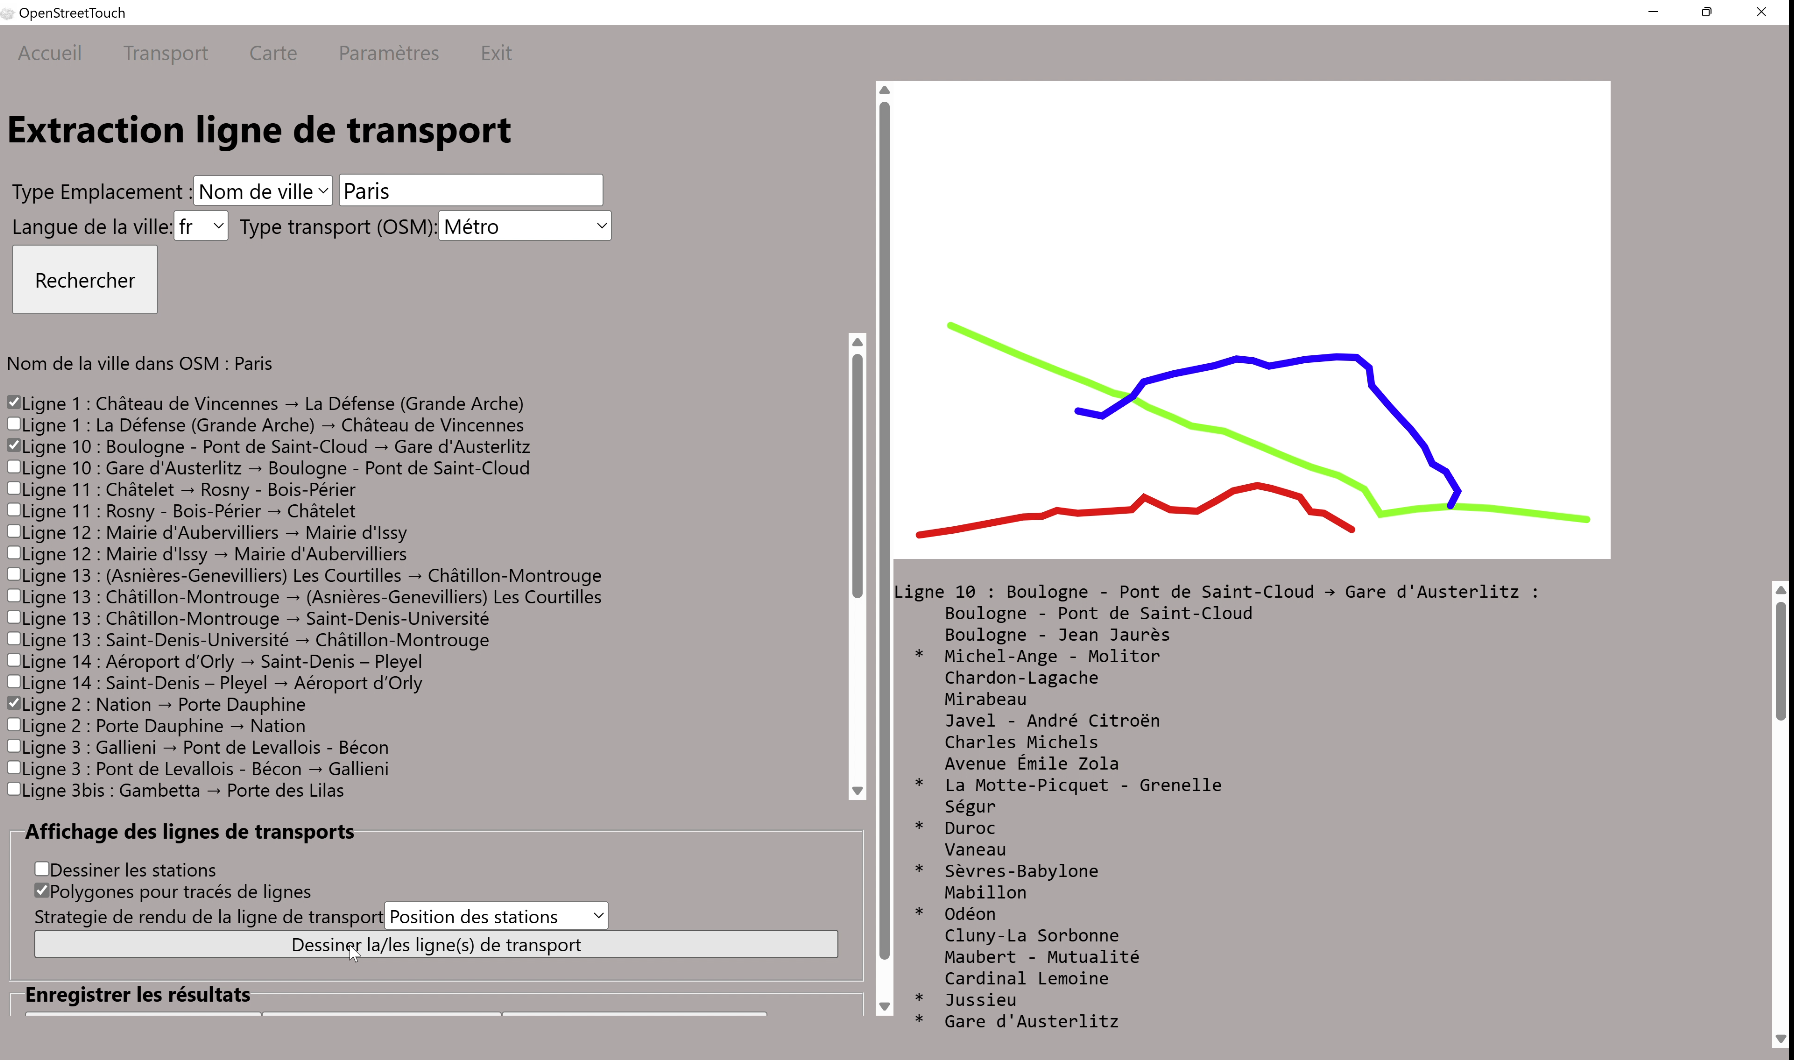 OpenStreetTouch
Accueil Transport Carte Paramètres Exit
Extraction ligne de transport
Type Emplacement : Nom de ville Paris
Langue de la ville: fr Type transport (OSM): Métro
Rechercher
Nom de la ville dans OSM : Paris
Ligne 1 : Château de Vincennes → La Défense (Grande Arche)
Ligne 1 : La Défense (Grande Arche) → Château de Vincennes
Ligne 10 : Boulogne - Pont de Saint-Cloud → Gare d'Austerlitz
Ligne 10 : Gare d'Austerlitz → Boulogne - Pont de Saint-Cloud
Ligne 11 : Châtelet → Rosny - Bois-Périer
Ligne 11 : Rosny - Bois-Périer → Châtelet
Ligne 12 : Mairie d'Aubervilliers → Mairie d'Issy
Ligne 12 : Mairie d'Issy → Mairie d'Aubervilliers
Ligne 13 : (Asnières-Genevilliers) Les Courtilles → Châtillon-Montrouge
Ligne 13 : Châtillon-Montrouge → (Asnières-Genevilliers) Les Courtilles
Ligne 13 : Châtillon-Montrouge → Saint-Denis-Université
Ligne 13 : Saint-Denis-Université → Châtillon-Montrouge
Ligne 14 : Aéroport d’Orly → Saint-Denis – Pleyel
Ligne 14 : Saint-Denis – Pleyel → Aéroport d’Orly
Ligne 2 : Nation → Porte Dauphine
Ligne 2 : Porte Dauphine → Nation
Ligne 3 : Gallieni → Pont de Levallois - Bécon
Ligne 3 : Pont de Levallois - Bécon → Gallieni
Ligne 3bis : Gambetta → Porte des Lilas
Affichage des lignes de transports
Dessiner les stations
Polygones pour tracés de lignes
Strategie de rendu de la ligne de transport Position des stations
Dessiner la/les ligne(s) de transport
Enregistrer les résultats
Ligne 10 : Boulogne - Pont de Saint-Cloud → Gare d'Austerlitz :
Boulogne - Pont de Saint-Cloud
Boulogne - Jean Jaurès
* Michel-Ange - Molitor
Chardon-Lagache
Mirabeau
Javel - André Citroën
Charles Michels
Avenue Émile Zola
* La Motte-Picquet - Grenelle
Ségur
* Duroc
Vaneau
* Sèvres-Babylone
Mabillon
* Odéon
Cluny-La Sorbonne
Maubert - Mutualité
Cardinal Lemoine
* Jussieu
* Gare d'Austerlitz